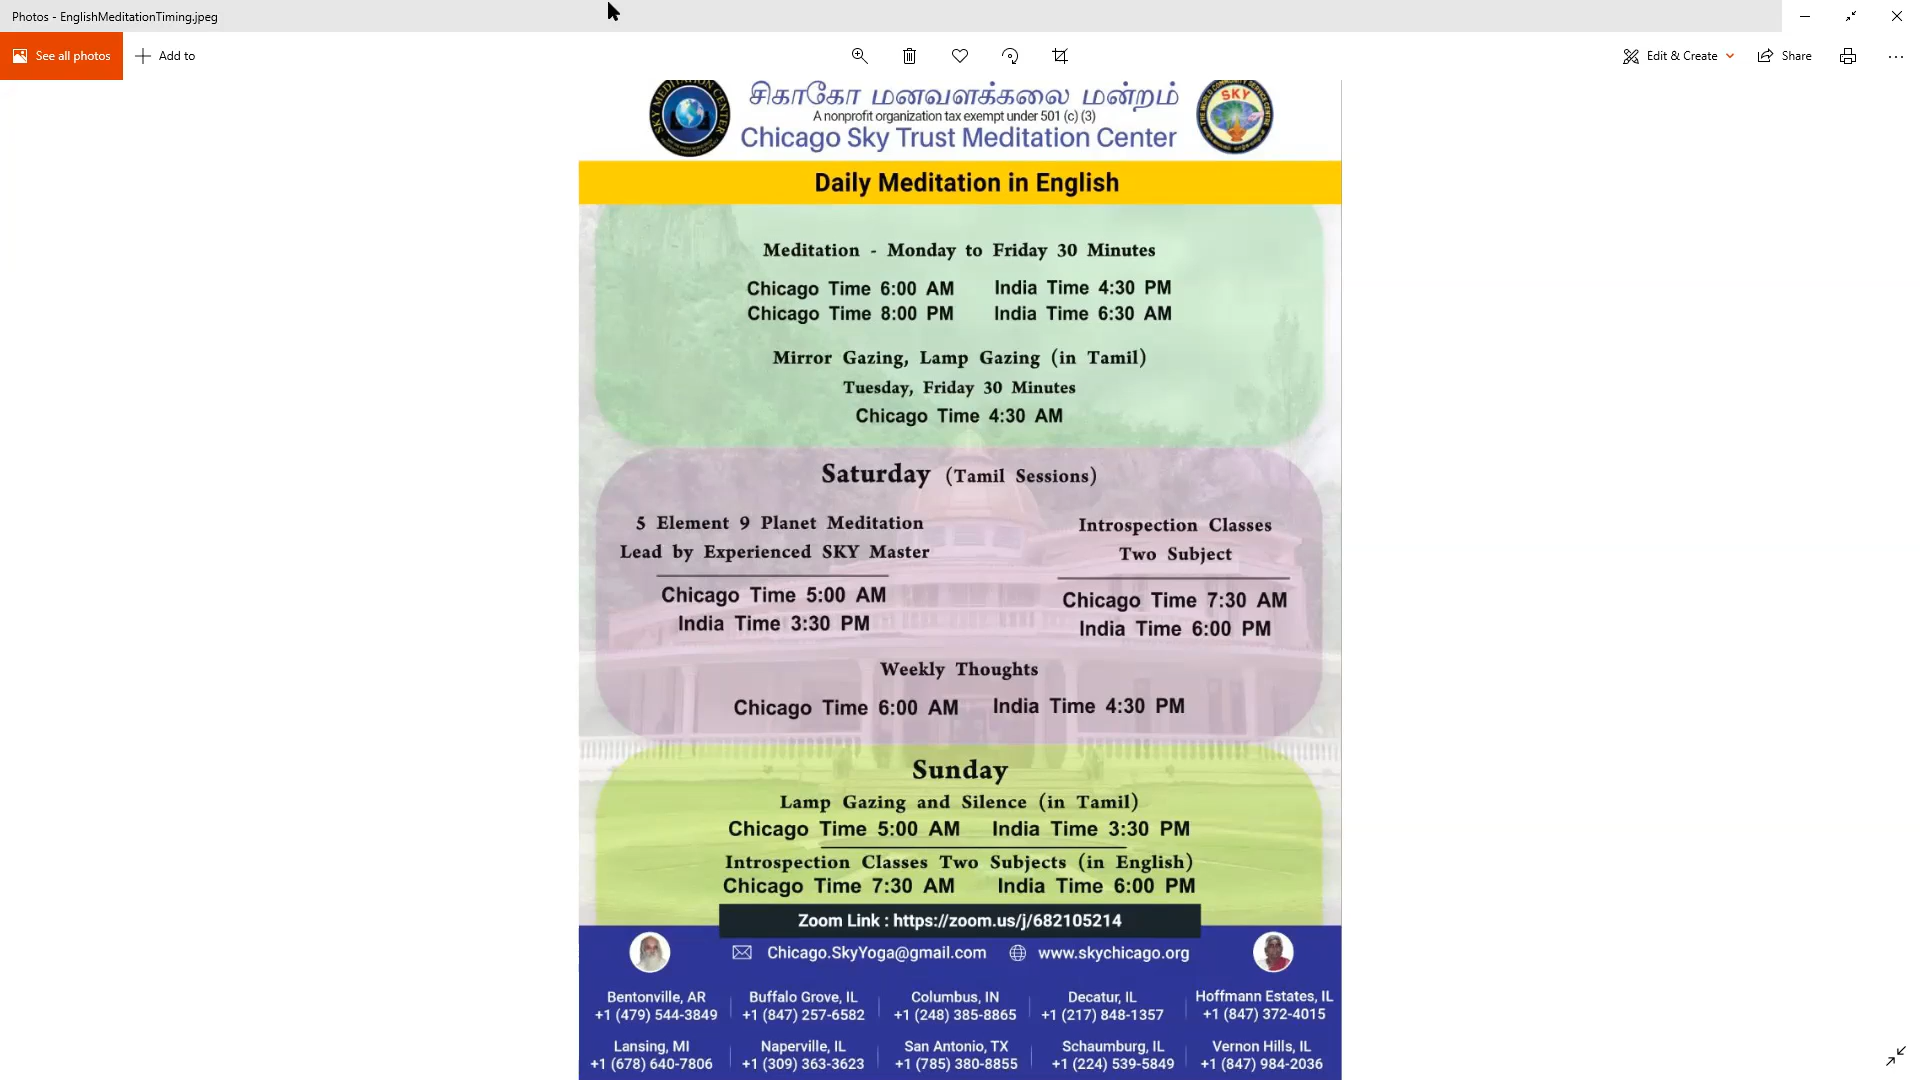 Photos - EnglishMeditationTiming.jpeg
See all photos
Add to
Edit & Create
Share
சிகாகோ மனவளக்கலை மன்றம்
A nonprofit organization tax exempt under 501 (c) (3)
Chicago Sky Trust Meditation Center
SKY MEDITATION CENTER
SKY
Daily Meditation in English
Meditation - Monday to Friday 30 Minutes
Chicago Time 6:00 AM India Time 4:30 PM
Chicago Time 8:00 PM India Time 6:30 AM
Mirror Gazing, Lamp Gazing (in Tamil)
Tuesday, Friday 30 Minutes
Chicago Time 4:30 AM
Saturday (Tamil Sessions)
5 Element 9 Planet Meditation
Lead by Experienced SKY Master
Chicago Time 5:00 AM
India Time 3:30 PM
Introspection Classes
Two Subject
Chicago Time 7:30 AM
India Time 6:00 PM
Weekly Thoughts
Chicago Time 6:00 AM India Time 4:30 PM
Sunday
Lamp Gazing and Silence (in Tamil)
Chicago Time 5:00 AM India Time 3:30 PM
Introspection Classes Two Subjects (in English)
Chicago Time 7:30 AM India Time 6:00 PM
Zoom Link : https://zoom.us/j/682105214
Chicago.SkyYoga@gmail.com www.skychicago.org
Bentonville, AR
+1 (479) 544-3849
Buffalo Grove, IL
+1 (847) 257-6582
Columbus, IN
+1 (248) 385-8865
Decatur, IL
+1 (217) 848-1357
Hoffmann Estates, IL
+1 (847) 372-4015
Lansing, MI
+1 (678) 640-7806
Naperville, IL
+1 (309) 363-3623
San Antonio, TX
+1 (785) 380-8855
Schaumburg, IL
+1 (224) 539-5849
Vernon Hills, IL
+1 (847) 984-2036